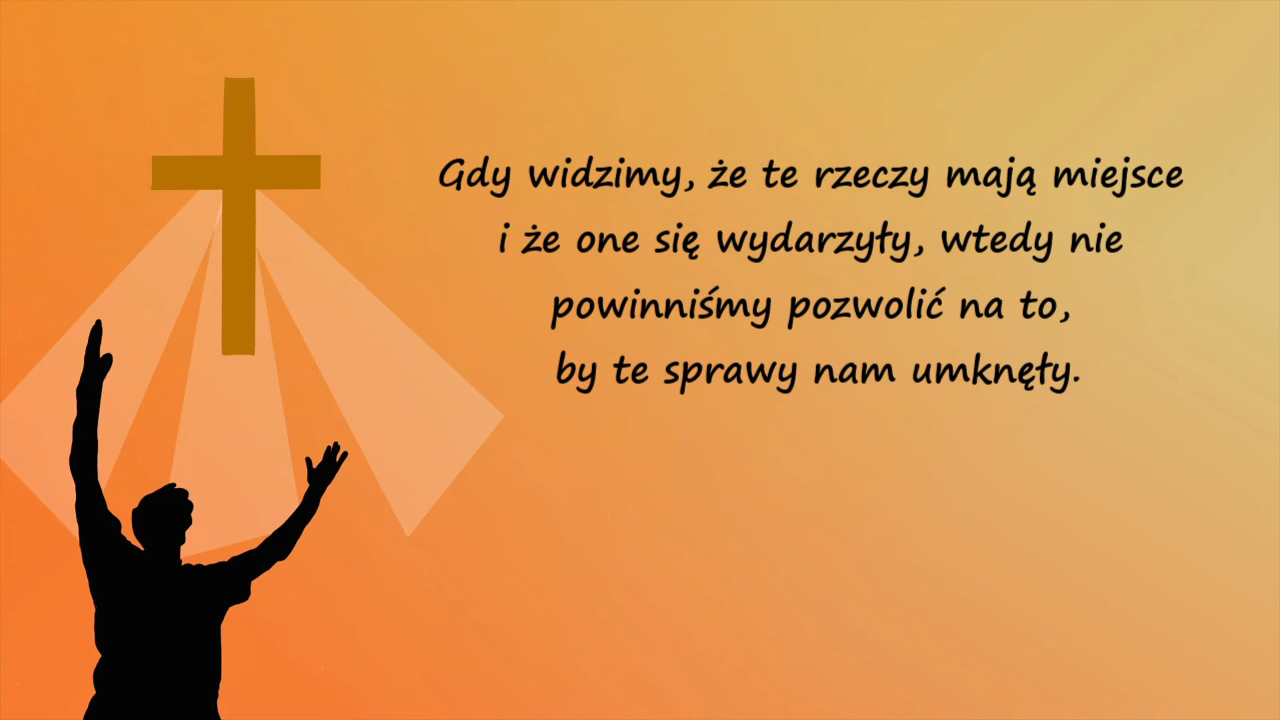 Gdy widzimy, że te rzeczy mają miejsce
i że one się wydarzyły, wtedy nie
powinniśmy pozwolić na to,
by te sprawy nam umknęły.